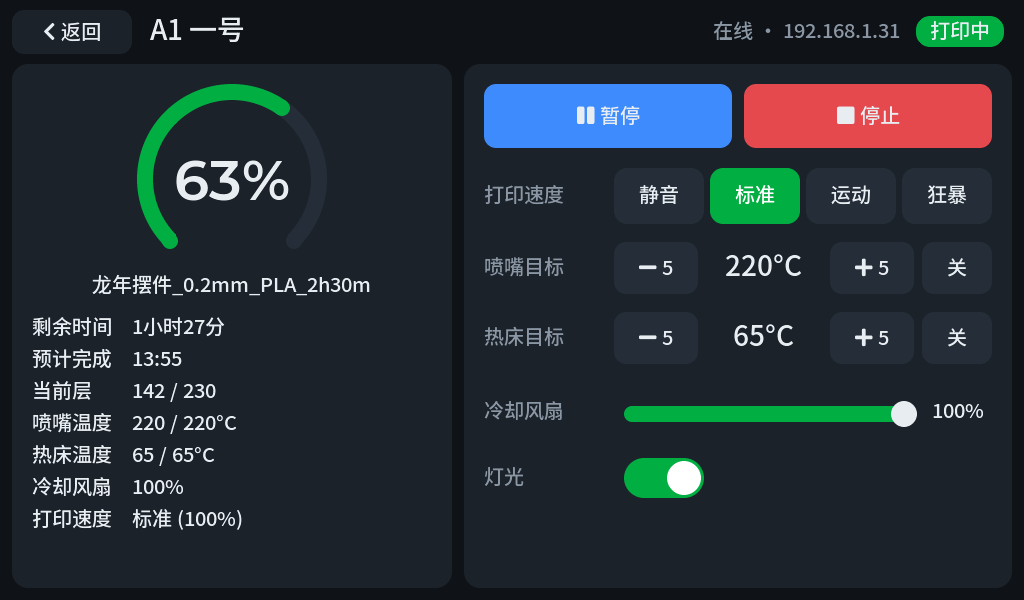 返回
A1 一号
在线 • 192.168.1.31
打印中
63%
龙年摆件_0.2mm_PLA_2h30m
剩余时间 1小时27分
预计完成 13:55
当前层 142 / 230
喷嘴温度 220 / 220°C
热床温度 65 / 65°C
冷却风扇 100%
打印速度 标准 (100%)
暂停
停止
打印速度 静音 标准 运动 狂暴
喷嘴目标 − 5 220°C + 5 关
热床目标 − 5 65°C + 5 关
冷却风扇 100%
灯光